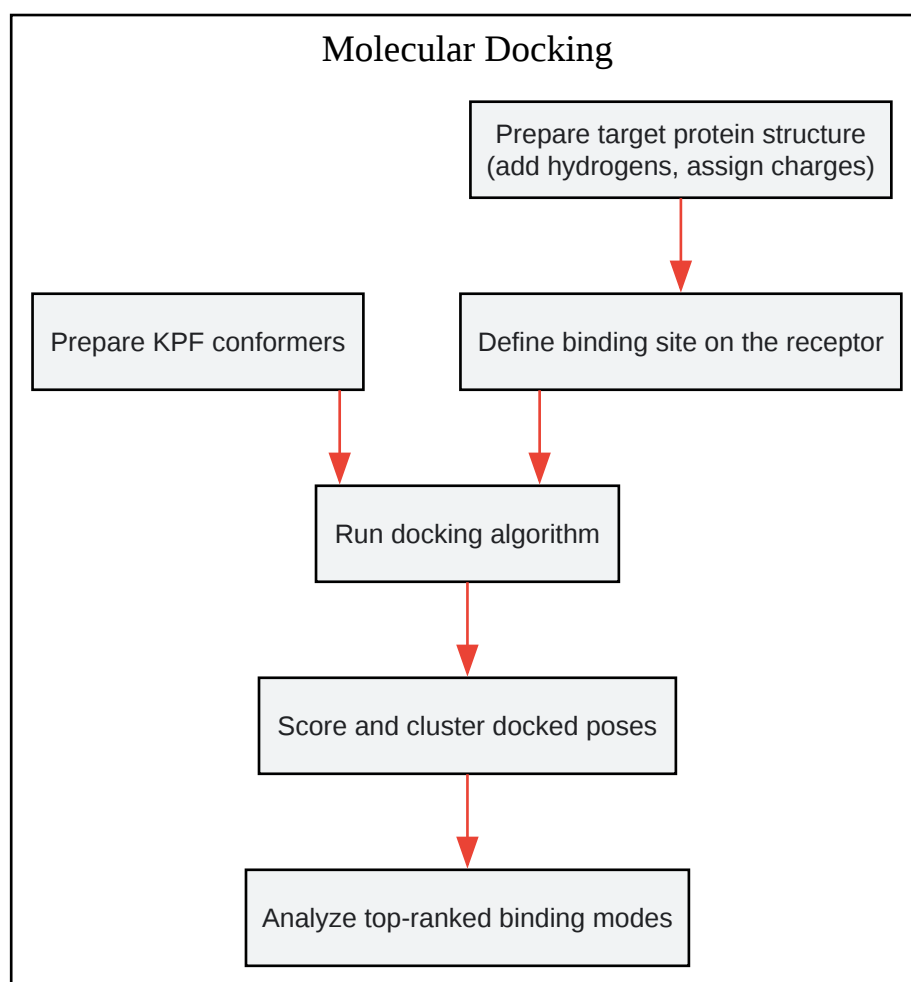 Molecular Docking
Prepare target protein structure
(add hydrogens, assign charges)
Prepare KPF conformers
Define binding site on the receptor
Run docking algorithm
Score and cluster docked poses
Analyze top-ranked binding modes